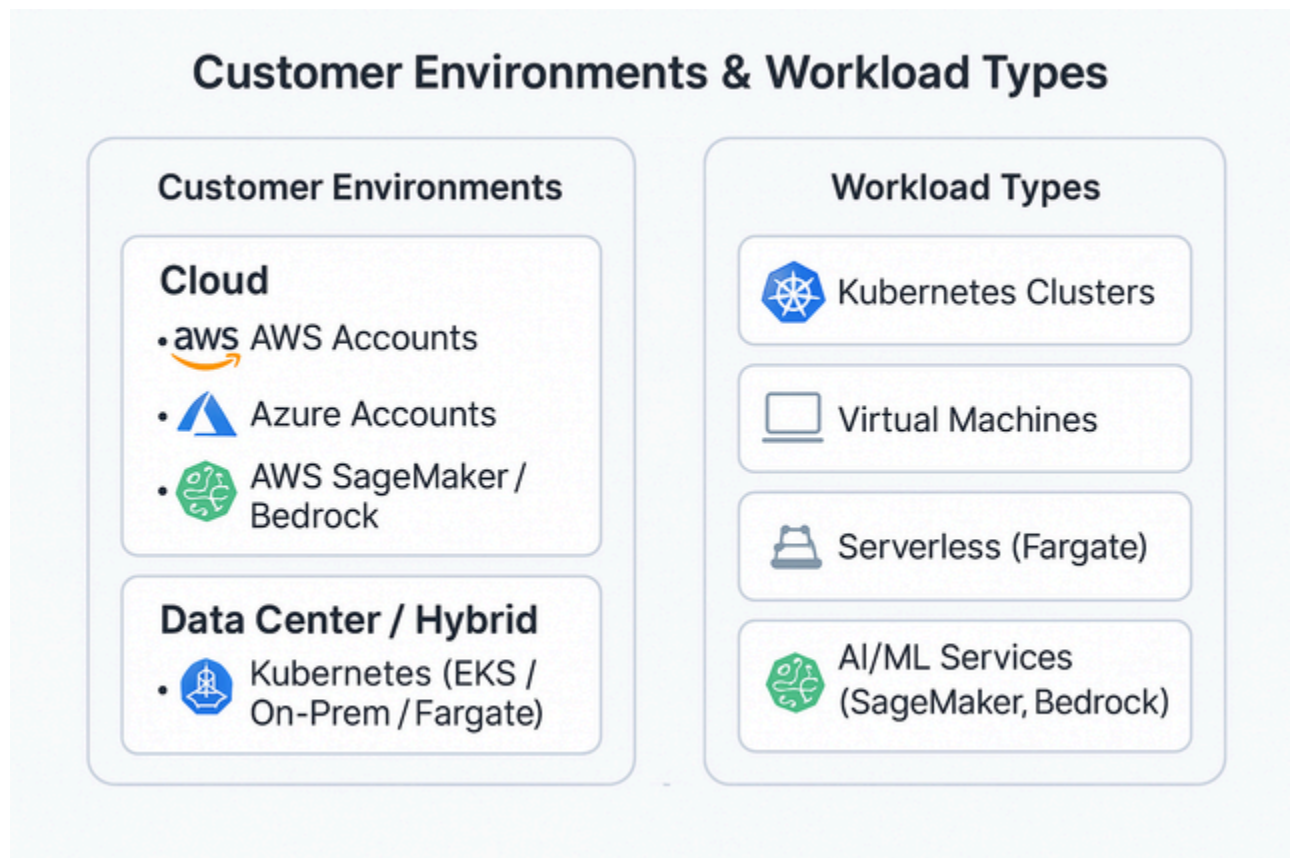 Customer Environments & Workload Types
Customer Environments
Cloud
• aws AWS Accounts
• Azure Accounts
• AWS SageMaker /
Bedrock
Data Center / Hybrid
• Kubernetes (EKS /
On-Prem / Fargate)
Workload Types
Kubernetes Clusters
Virtual Machines
Serverless (Fargate)
AI/ML Services
(SageMaker, Bedrock)